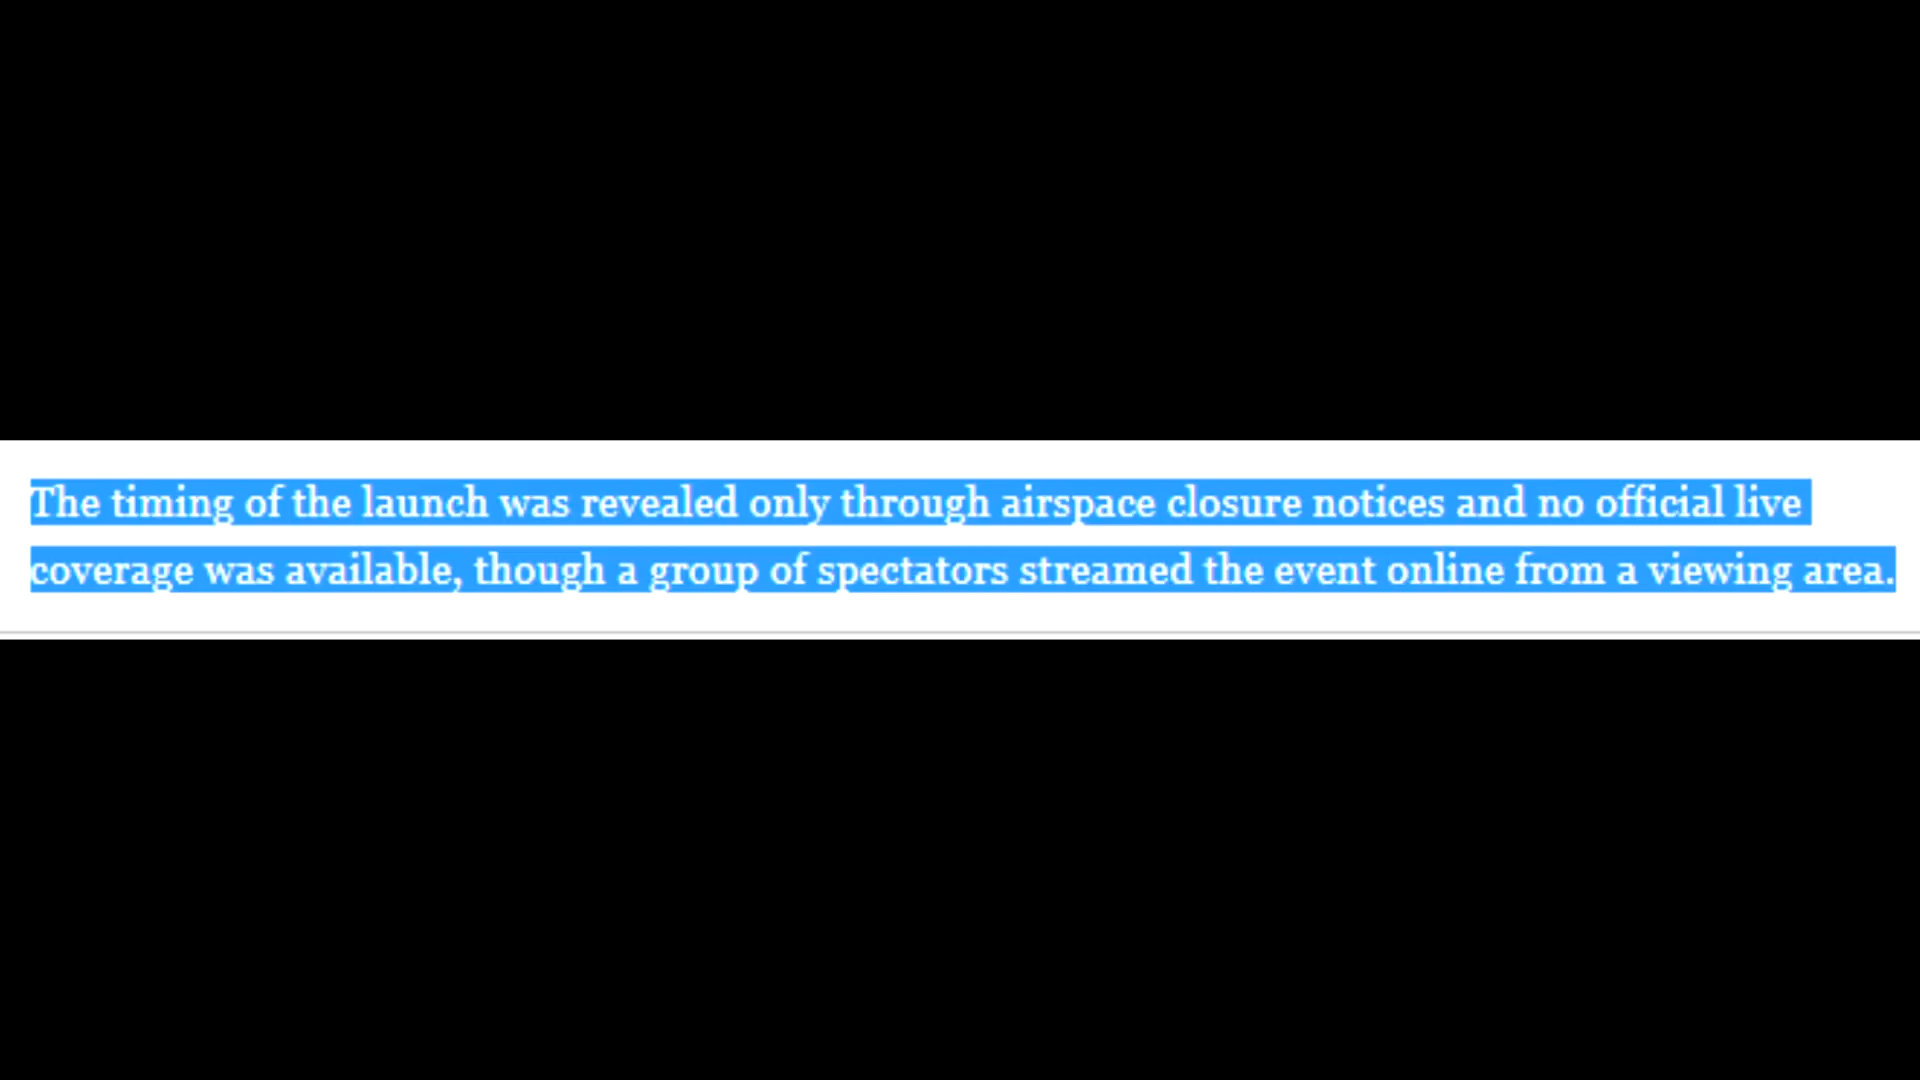 The timing of the launch was revealed only through airspace closure notices and no official live
coverage was available, though a group of spectators streamed the event online from a viewing area.